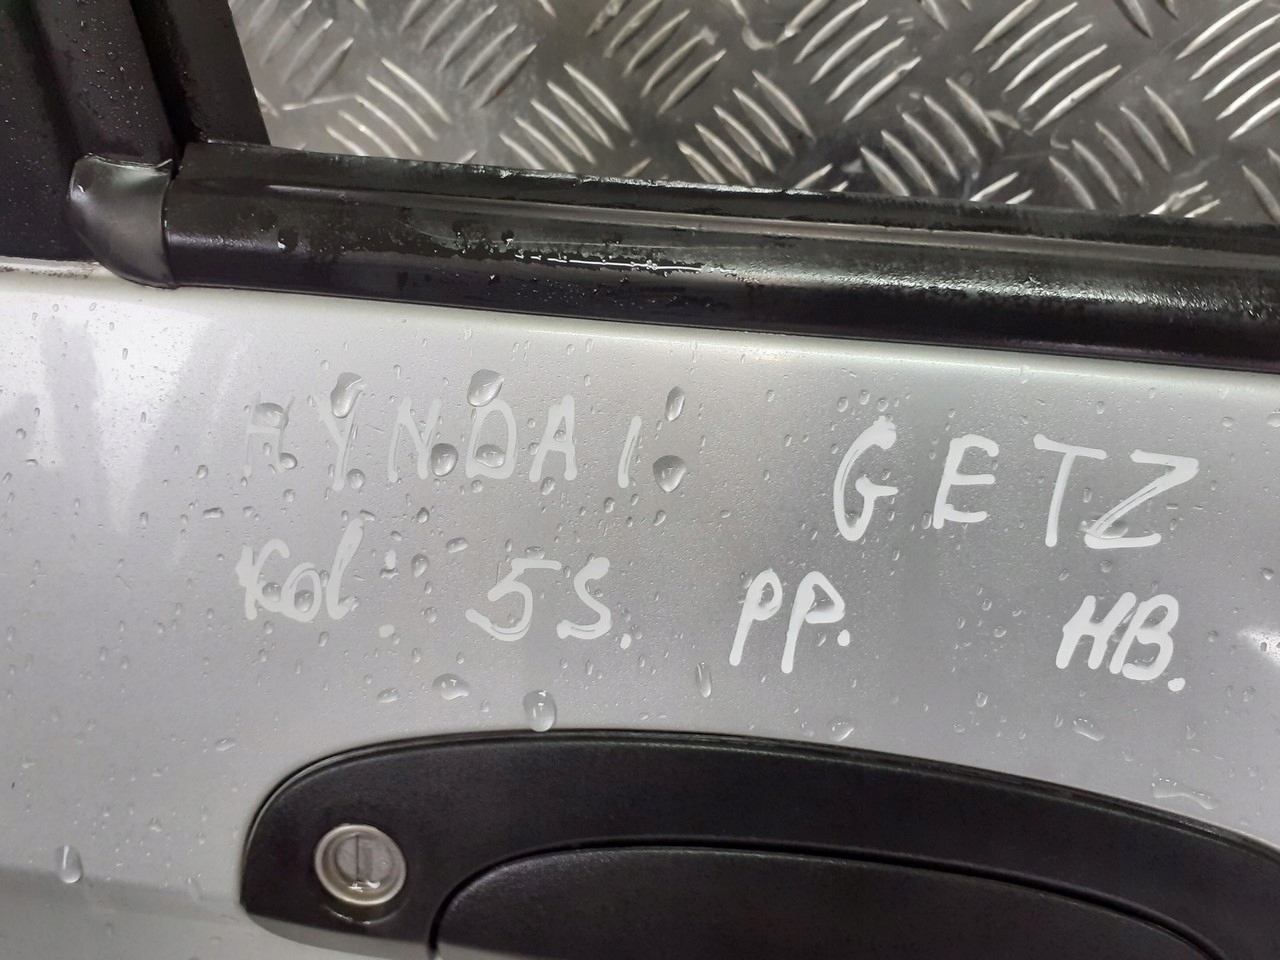 HYNDAI GETZ
Kol: 5S. PP. HB.